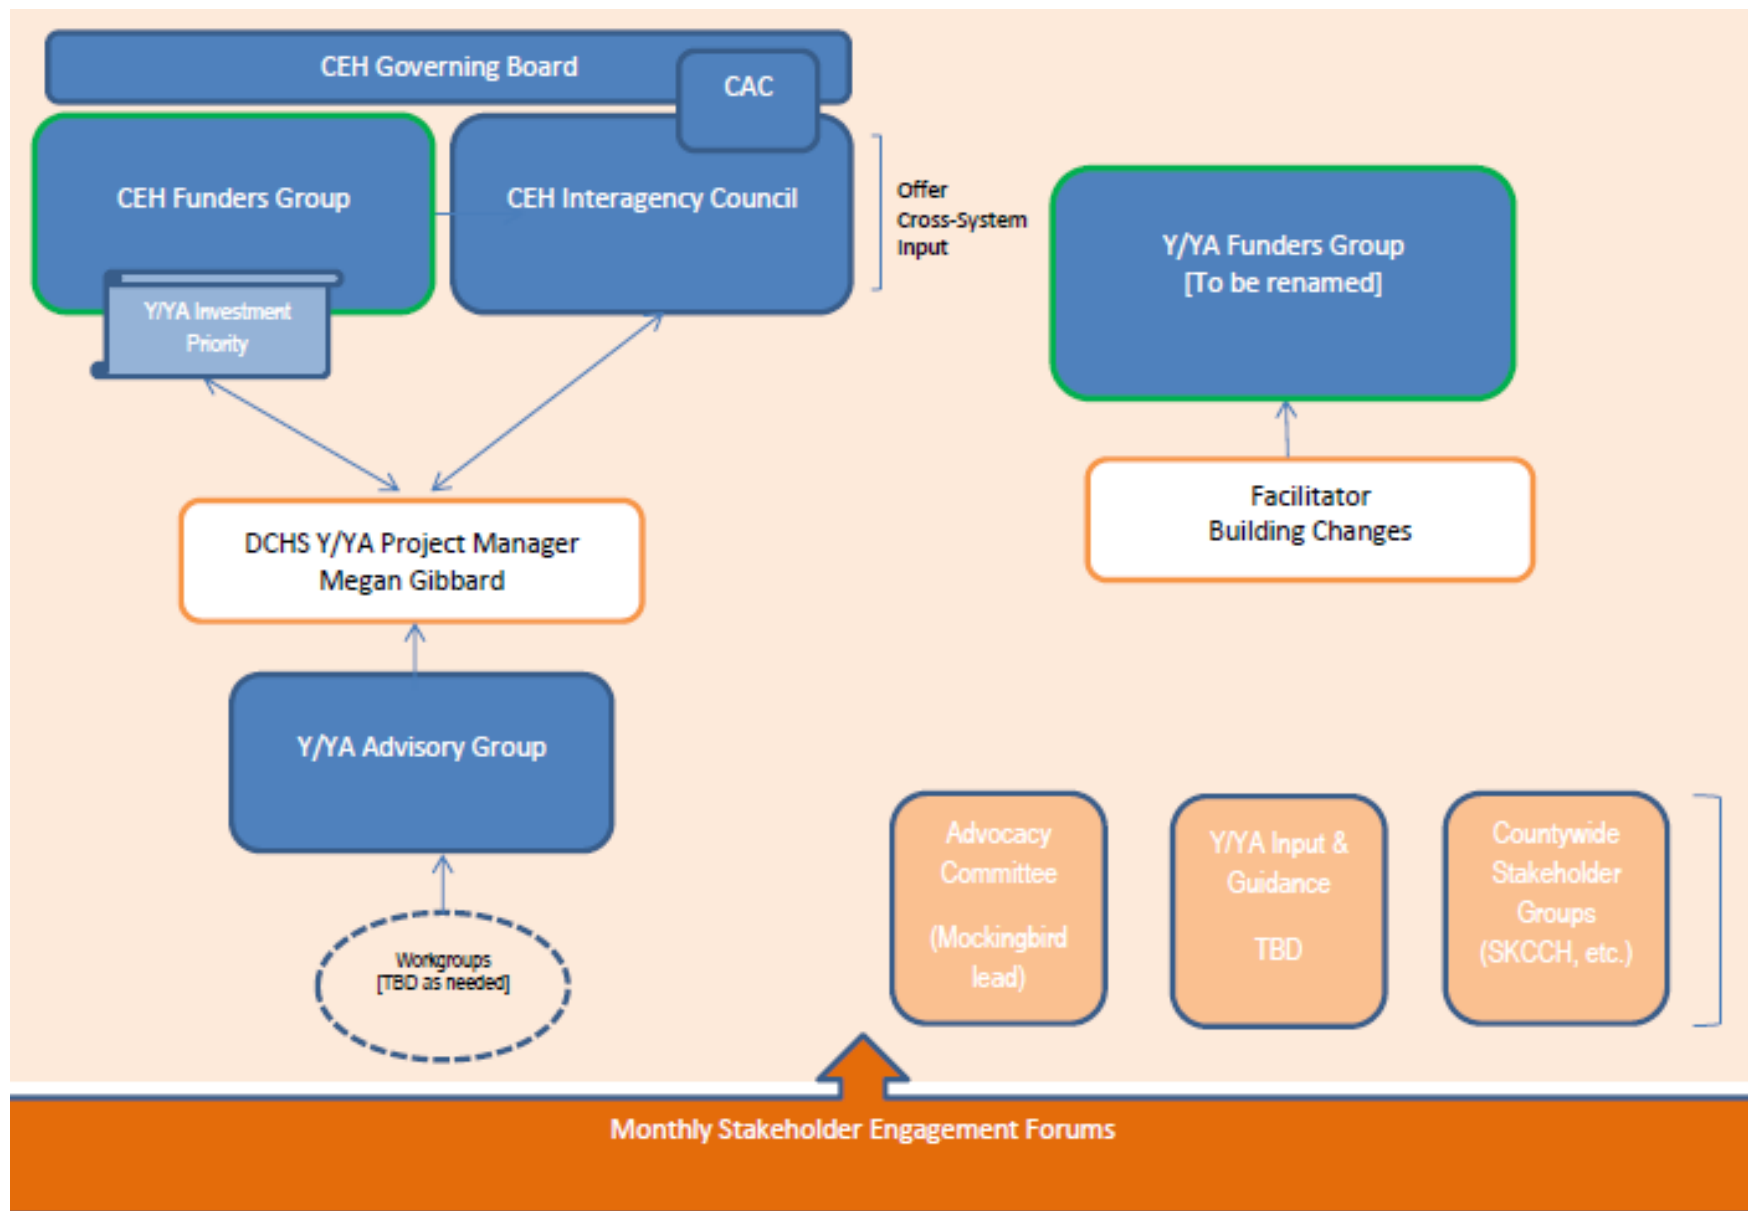 CEH Governing Board
CAC
CEH Funders Group
CEH Interagency Council
Offer
Cross-System
Input
Y/YA Investment
Priority
Y/YA Funders Group
[To be renamed]
Facilitator
Building Changes
DCHS Y/YA Project Manager
Megan Gibbard
Y/YA Advisory Group
Workgroups
[TBD as needed]
Advocacy
Committee
(Mockingbird
lead)
Y/YA Input &
Guidance
TBD
Countywide
Stakeholder
Groups
(SKCCH, etc.)
Monthly Stakeholder Engagement Forums